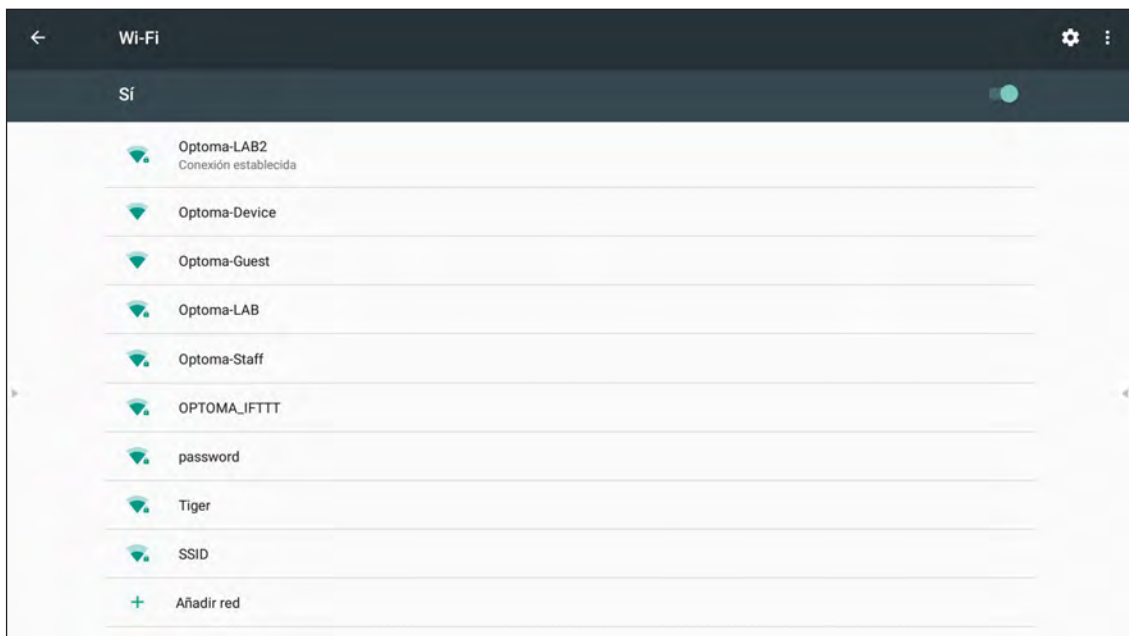 Wi-Fi
Sí
Optoma-LAB2
Conexión establecida
Optoma-Device
Optoma-Guest
Optoma-LAB
Optoma-Staff
OPTOMA_IFTTT
password
Tiger
SSID
Añadir red